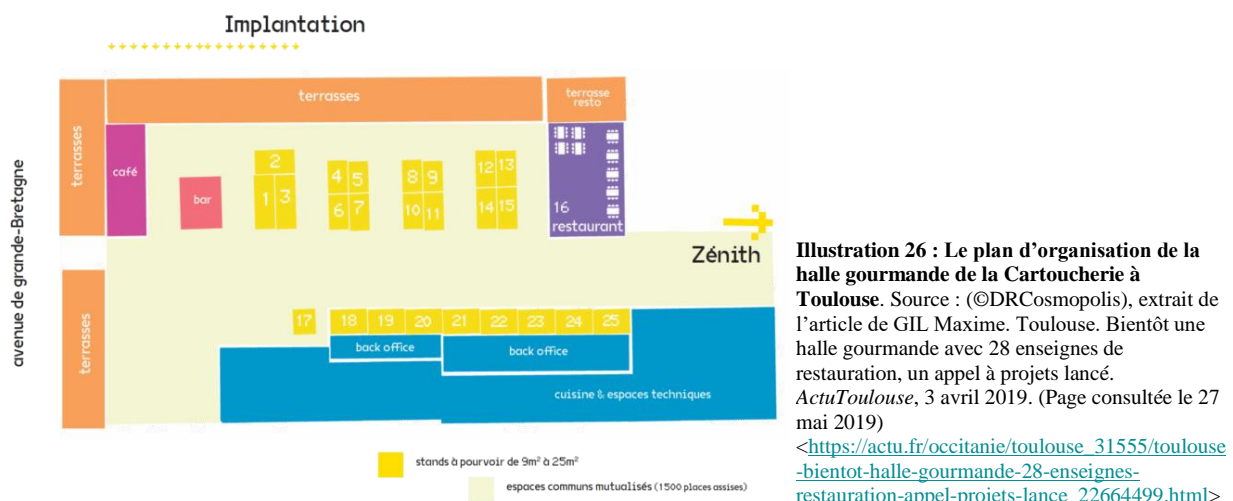 Implantation
terrasses
terrasse
resto
terrasses
avenue de grande-Bretagne
café
bar
2
1 3
4 5
6 7
8 9
10 11
12 13
14 15
16
restaurant
Zénith
terrasses
17
18 19 20 21 22 23 24 25
back office
back office
cuisine & espaces techniques
stands à pourvoir de 9m² à 25m²
espaces communs mutualisés (1500 places assises)
Illustration 26 : Le plan d’organisation de la
halle gourmande de la Cartoucherie à
Toulouse. Source : (©DRCosmopolis), extrait de
l’article de GIL Maxime. Toulouse. Bientôt une
halle gourmande avec 28 enseignes de
restauration, un appel à projets lancé.
ActuToulouse, 3 avril 2019. (Page consultée le 27
mai 2019)
<https://actu.fr/occitanie/toulouse_31555/toulouse
-bientot-halle-gourmande-28-enseignes-
restauration-appel-projets-lance_22664499.html>